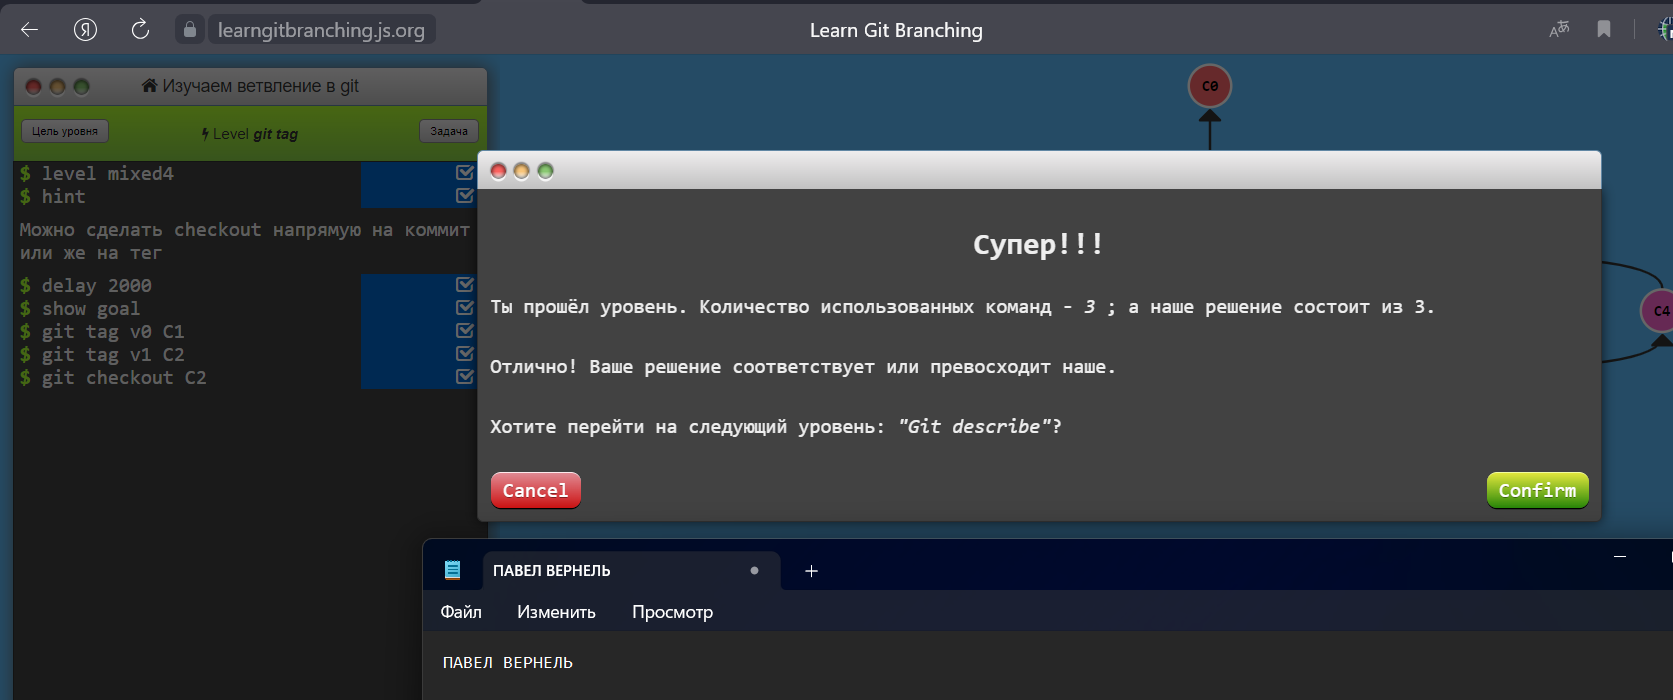 learngitbranching.js.org
Learn Git Branching
Изучаем ветвление в git
Цель уровня
Level git tag
Задача
$ level mixed4
$ hint
Можно сделать checkout напрямую на коммит
или же на тег
$ delay 2000
$ show goal
$ git tag v0 C1
$ git tag v1 C2
$ git checkout C2
C0
C4
Супер!!!
Ты прошёл уровень. Количество использованных команд - 3 ; а наше решение состоит из 3.
Отлично! Ваше решение соответствует или превосходит наше.
Хотите перейти на следующий уровень: "Git describe"?
Cancel
Confirm
ПАВЕЛ ВЕРНЕЛЬ
Файл
Изменить
Просмотр
ПАВЕЛ ВЕРНЕЛЬ